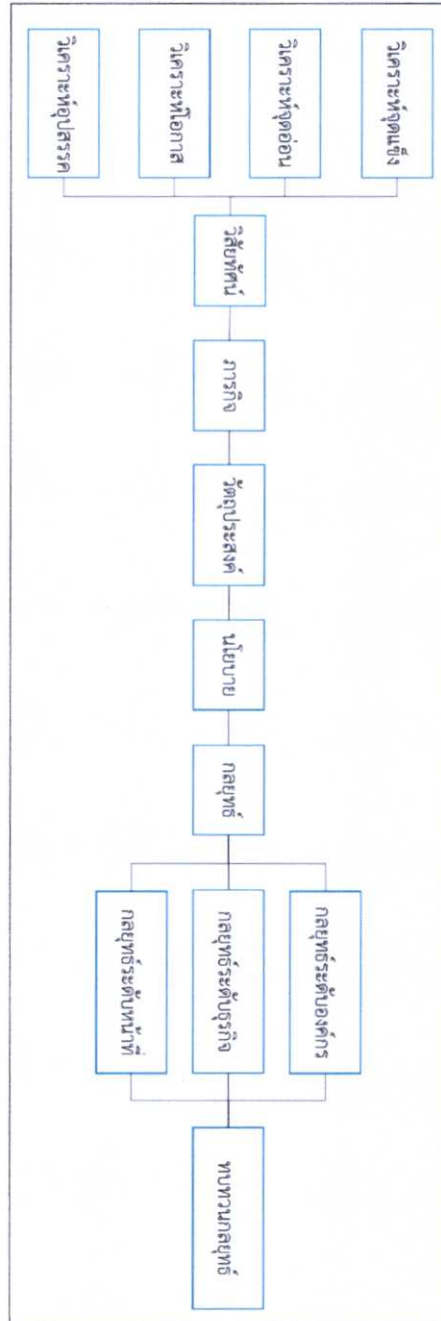 วิเคราะห์จุดแข็ง
วิเคราะห์จุดอ่อน
วิเคราะห์โอกาส
วิเคราะห์อุปสรรค
วิสัยทัศน์
ภารกิจ
วัตถุประสงค์
นโยบาย
กลยุทธ์
กลยุทธ์ระดับองค์กร
กลยุทธ์ระดับธุรกิจ
กลยุทธ์ระดับหน้าที่
ทบทวนกลยุทธ์